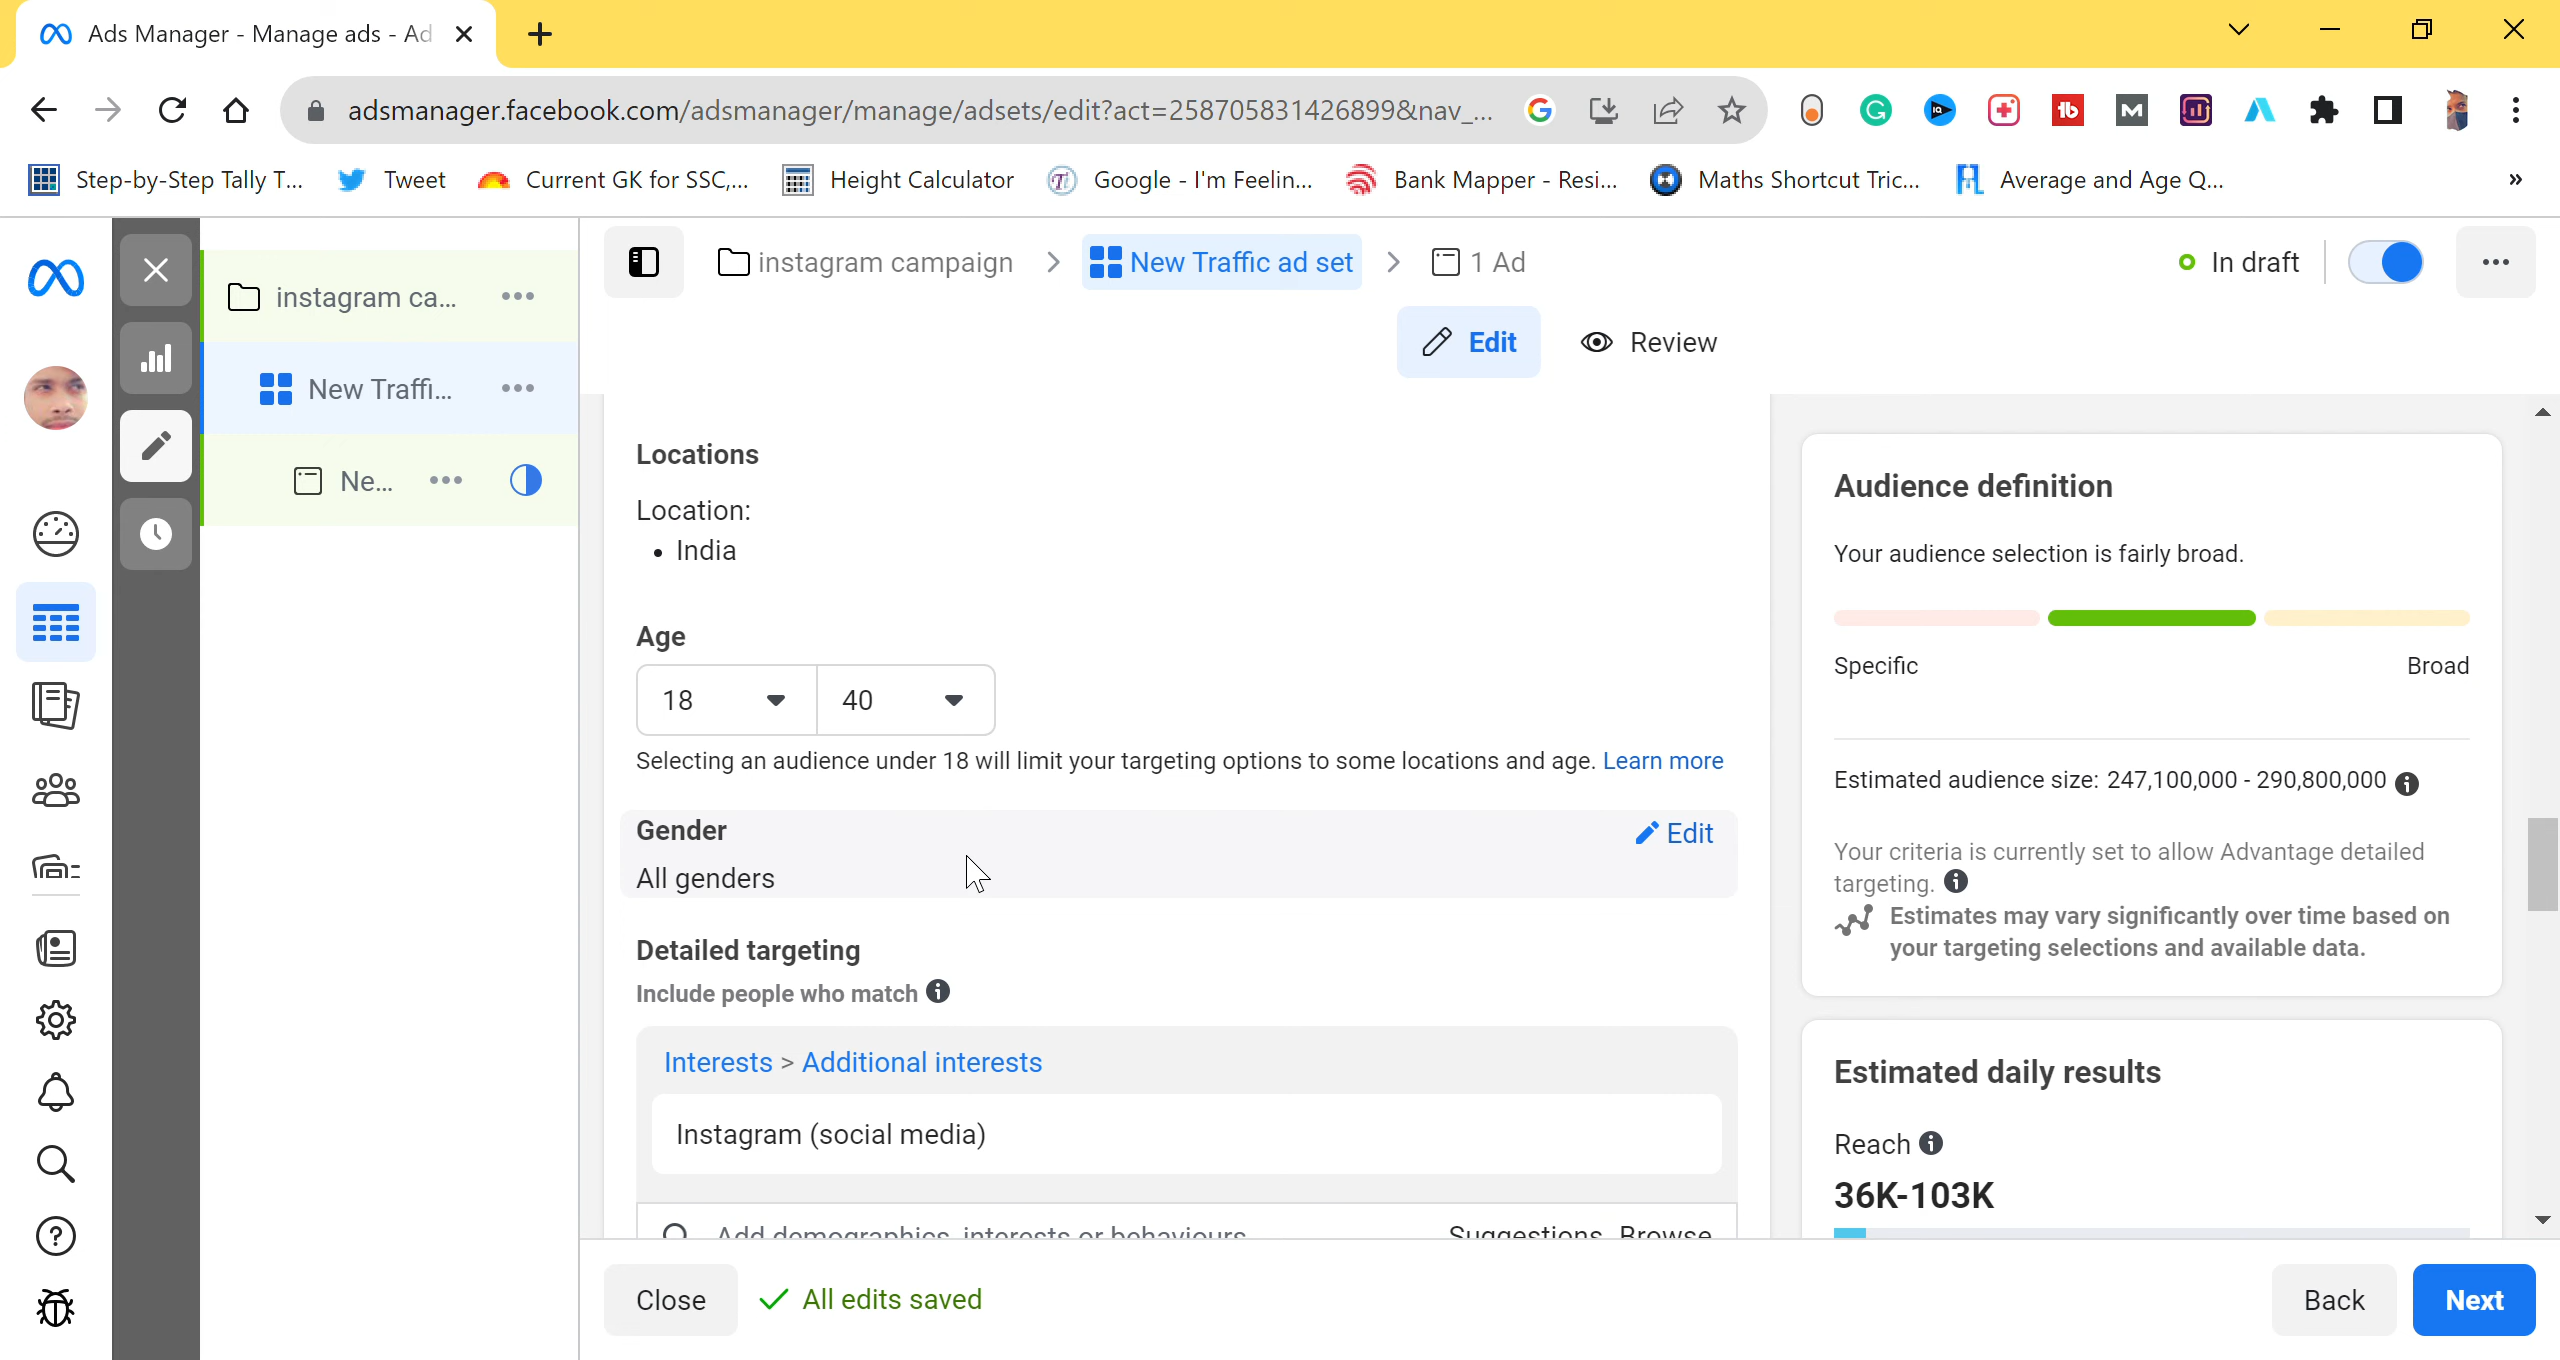 Ads Manager - Manage ads - Ad
adsmanager.facebook.com/adsmanager/manage/adsets/edit?act=258705831426899&nav_...
Step-by-Step Tally T...
Tweet
Current GK for SSC,...
Height Calculator
Google - I'm Feelin...
Bank Mapper - Resi...
Maths Shortcut Tric...
Average and Age Q...
»
instagram ca...
New Traffi...
Ne...
instagram campaign > New Traffic ad set > 1 Ad
In draft
Edit
Review
Locations
Location:
• India
Age
18
40
Selecting an audience under 18 will limit your targeting options to some locations and age. Learn more
Gender
Edit
All genders
Detailed targeting
Include people who match
Interests > Additional interests
Instagram (social media)
Add demographics, interests or behaviours
Suggestions
Browse
Audience definition
Your audience selection is fairly broad.
Specific
Broad
Estimated audience size: 247,100,000 - 290,800,000
Your criteria is currently set to allow Advantage detailed
targeting.
Estimates may vary significantly over time based on
your targeting selections and available data.
Estimated daily results
Reach
36K-103K
Close
All edits saved
Back
Next